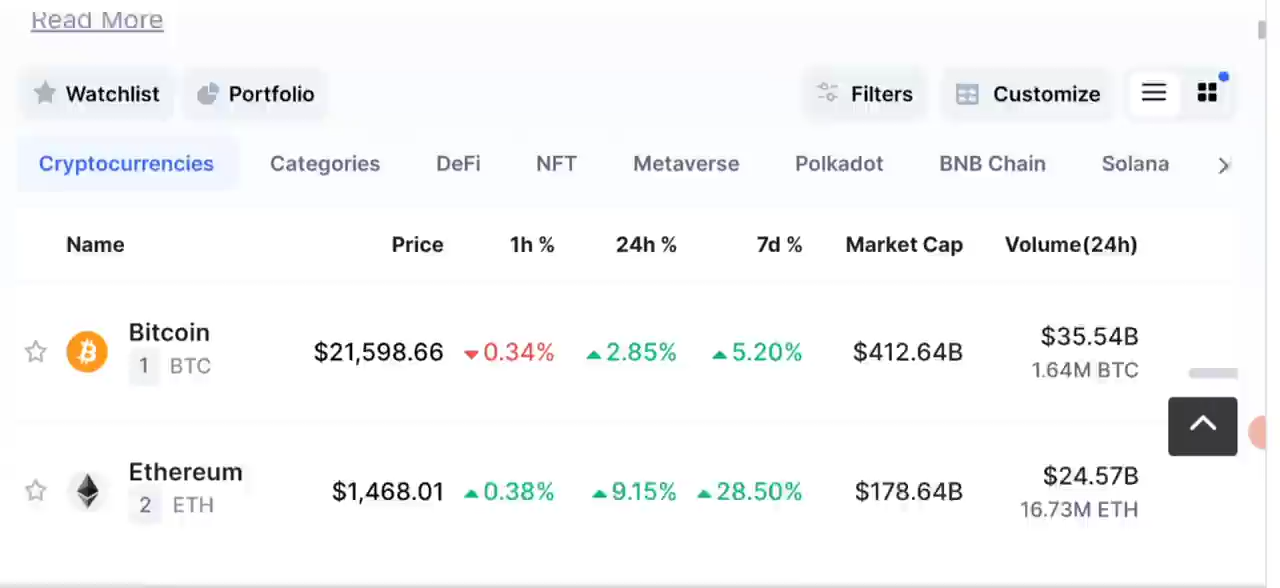 Read More
Watchlist Portfolio Filters Customize
Cryptocurrencies Categories DeFi NFT Metaverse Polkadot BNB Chain Solana
Name Price 1h % 24h % 7d % Market Cap Volume(24h)
Bitcoin
1 BTC
$21,598.66 0.34% 2.85% 5.20% $412.64B
$35.54B
1.64M BTC
Ethereum
2 ETH
$1,468.01 0.38% 9.15% 28.50% $178.64B
$24.57B
16.73M ETH